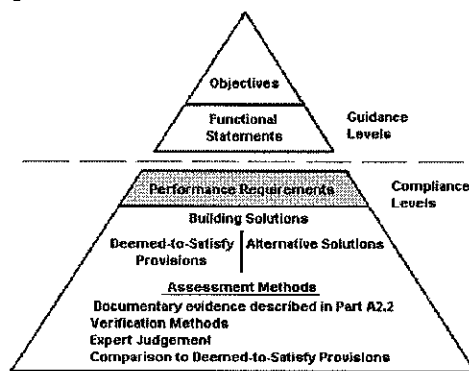 Objectives
Functional
Statements
Guidance
Levels
Performance Requirements
Compliance
Levels
Building Solutions
Deemed-to-Satisfy
Provisions
Alternative Solutions
Assessment Methods
Documentary evidence described in Part A2.2
Verification Methods
Expert Judgement
Comparison to Deemed-to-Satisfy Provisions